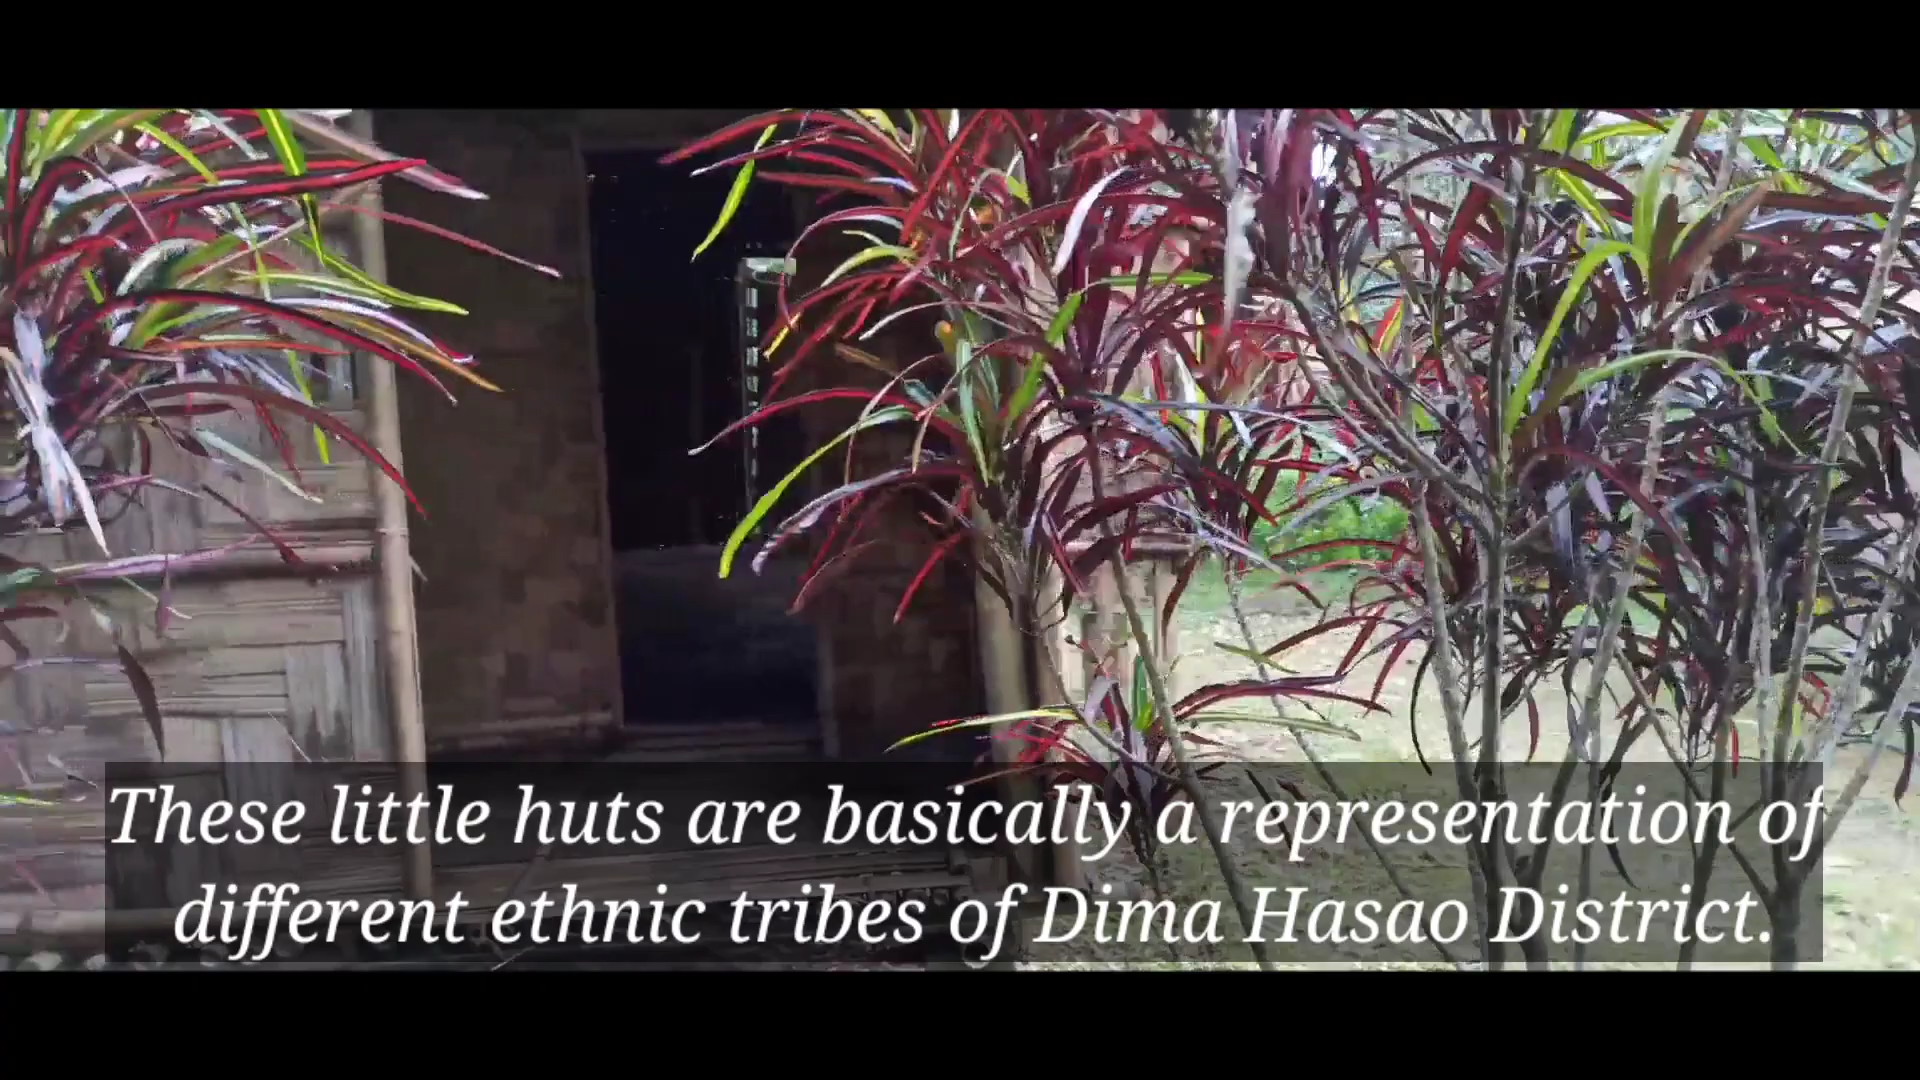 These little huts are basically a representation of
different ethnic tribes of Dima Hasao District.